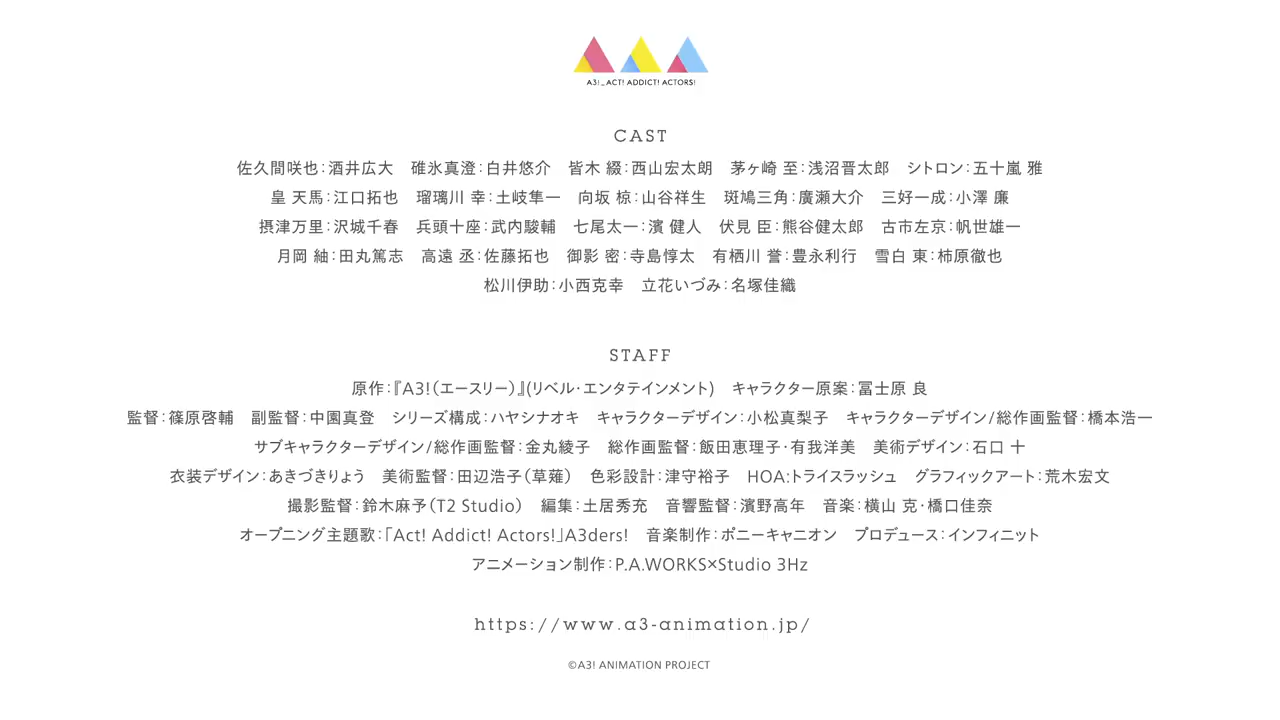 A3!_ACT! ADDICT! ACTORS!
CAST
佐久間咲也：酒井広大　碓氷真澄：白井悠介　皆木 綴：西山宏太朗　茅ヶ崎 至：浅沼晋太郎　シトロン：五十嵐 雅
皇 天馬：江口拓也　瑠璃川 幸：土岐隼一　向坂 椋：山谷祥生　斑鳩三角：廣瀬大介　三好一成：小澤 廉
摂津万里：沢城千春　兵頭十座：武内駿輔　七尾太一：濱 健人　伏見 臣：熊谷健太郎　古市左京：帆世雄一
月岡 紬：田丸篤志　高遠 丞：佐藤拓也　御影 密：寺島惇太　有栖川 誉：豊永利行　雪白 東：柿原徹也
松川伊助：小西克幸　立花いづみ：名塚佳織
STAFF
原作：『A3!（エースリー）』(リベル・エンタテインメント)　キャラクター原案：冨士原 良
監督：篠原啓輔　副監督：中園真登　シリーズ構成：ハヤシナオキ　キャラクターデザイン：小松真梨子　キャラクターデザイン/総作画監督：橋本浩一
サブキャラクターデザイン/総作画監督：金丸綾子　総作画監督：飯田恵理子・有我洋美　美術デザイン：石口 十
衣装デザイン：あきづきりょう　美術監督：田辺浩子（草薙）　色彩設計：津守裕子　HOA：トライスラッシュ　グラフィックアート：荒木宏文
撮影監督：鈴木麻予（T2 Studio）　編集：土居秀充　音響監督：濱野高年　音楽：横山 克・橋口佳奈
オープニング主題歌：「Act! Addict! Actors!」A3ders!　音楽制作：ポニーキャニオン　プロデュース：インフィニット
アニメーション制作：P.A.WORKS×Studio 3Hz
https://www.a3-animation.jp/
©A3! ANIMATION PROJECT